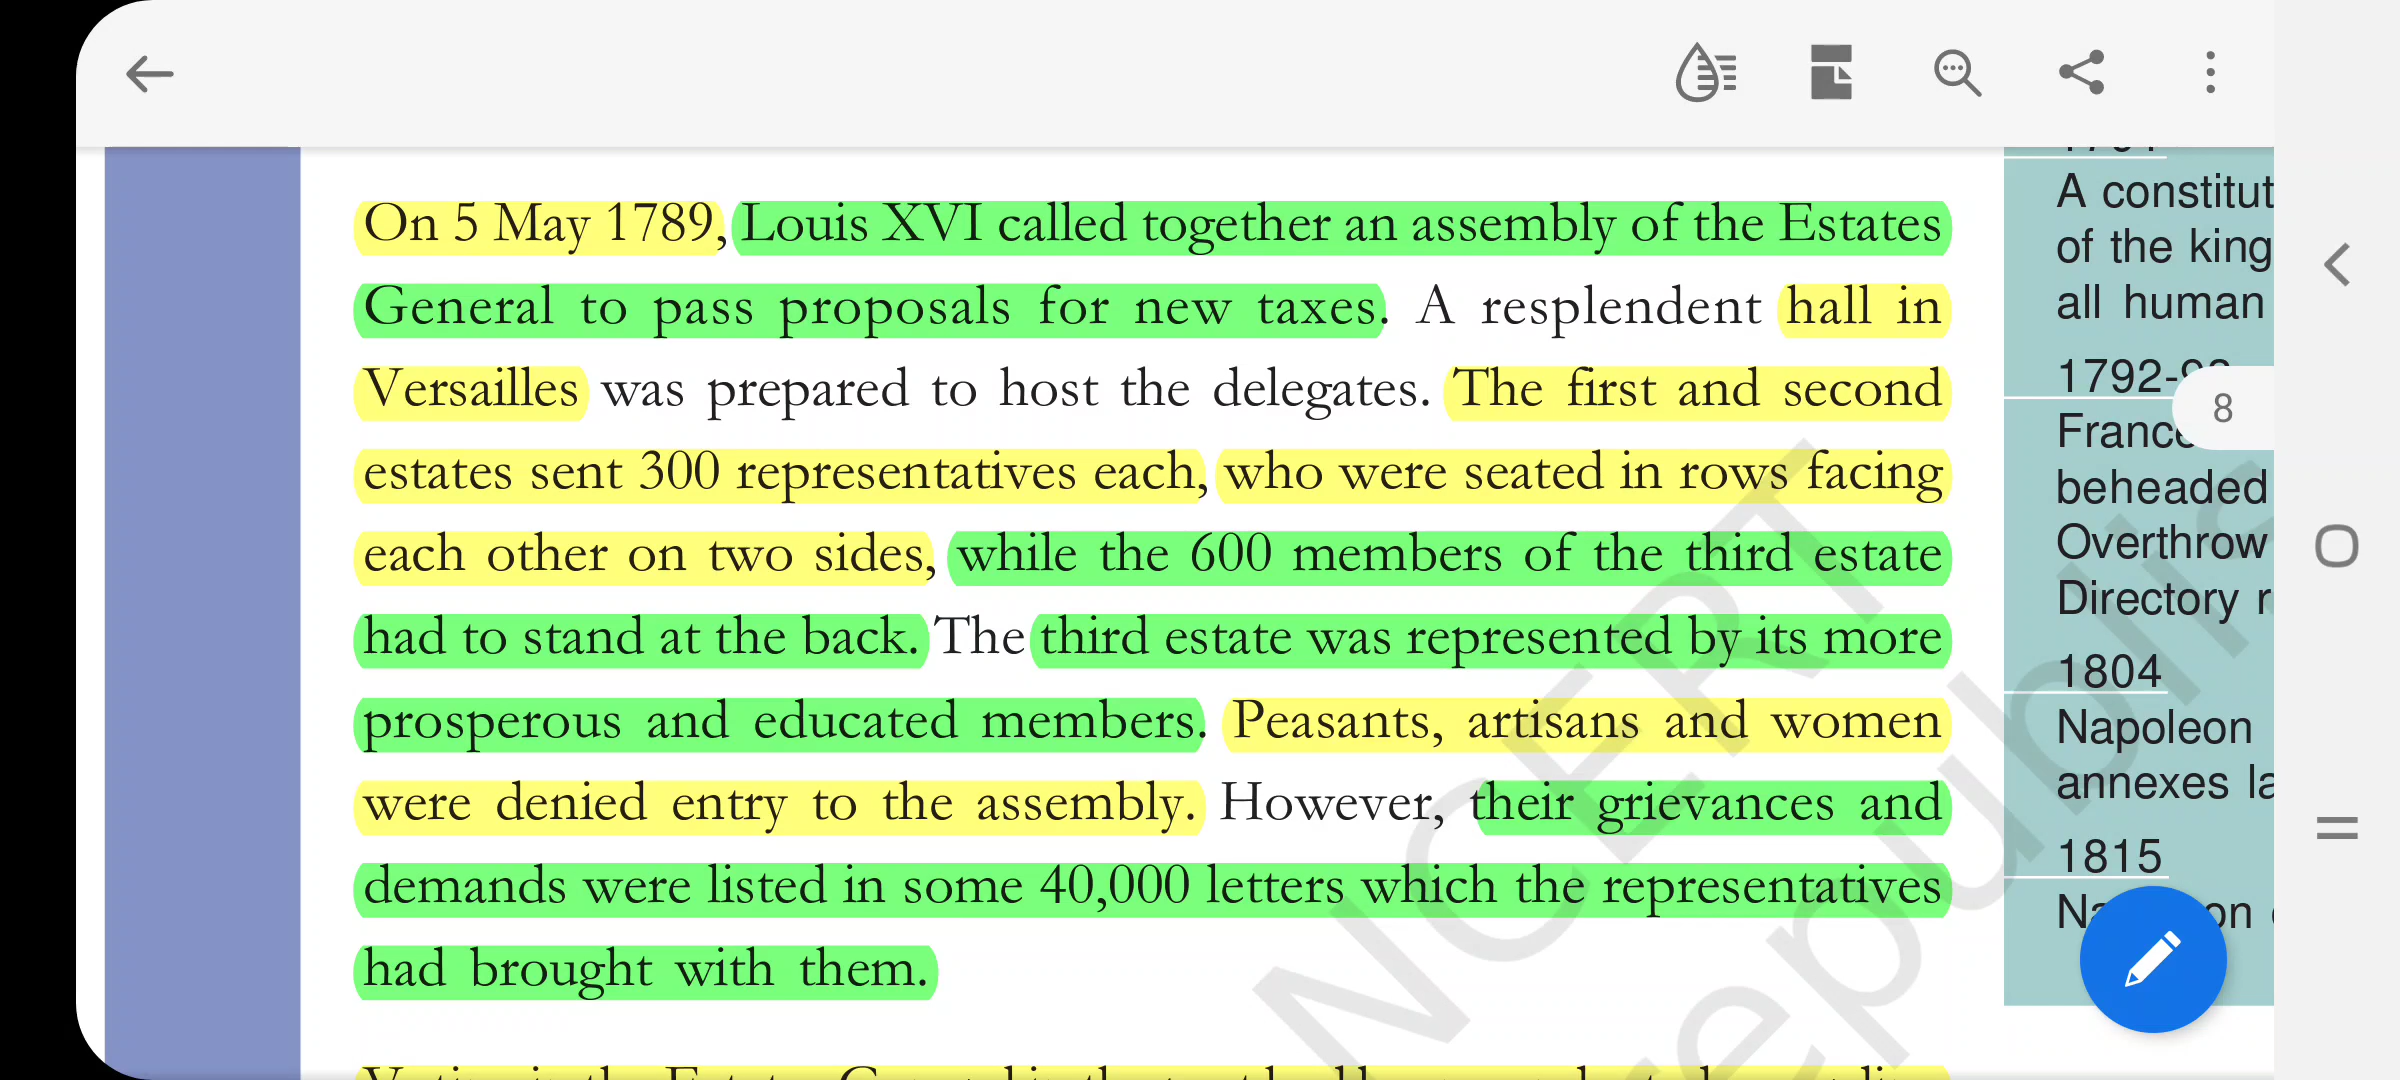 On 5 May 1789, Louis XVI called together an assembly of the Estates
General to pass proposals for new taxes. A resplendent hall in
Versailles was prepared to host the delegates. The first and second
estates sent 300 representatives each, who were seated in rows facing
each other on two sides, while the 600 members of the third estate
had to stand at the back. The third estate was represented by its more
prosperous and educated members. Peasants, artisans and women
were denied entry to the assembly. However, their grievances and
demands were listed in some 40,000 letters which the representatives
had brought with them.
A constitut
of the king
all human
1792-93
France
beheaded
Overthrow
Directory r
1804
Napoleon
annexes la
1815
8
NCERT
republis